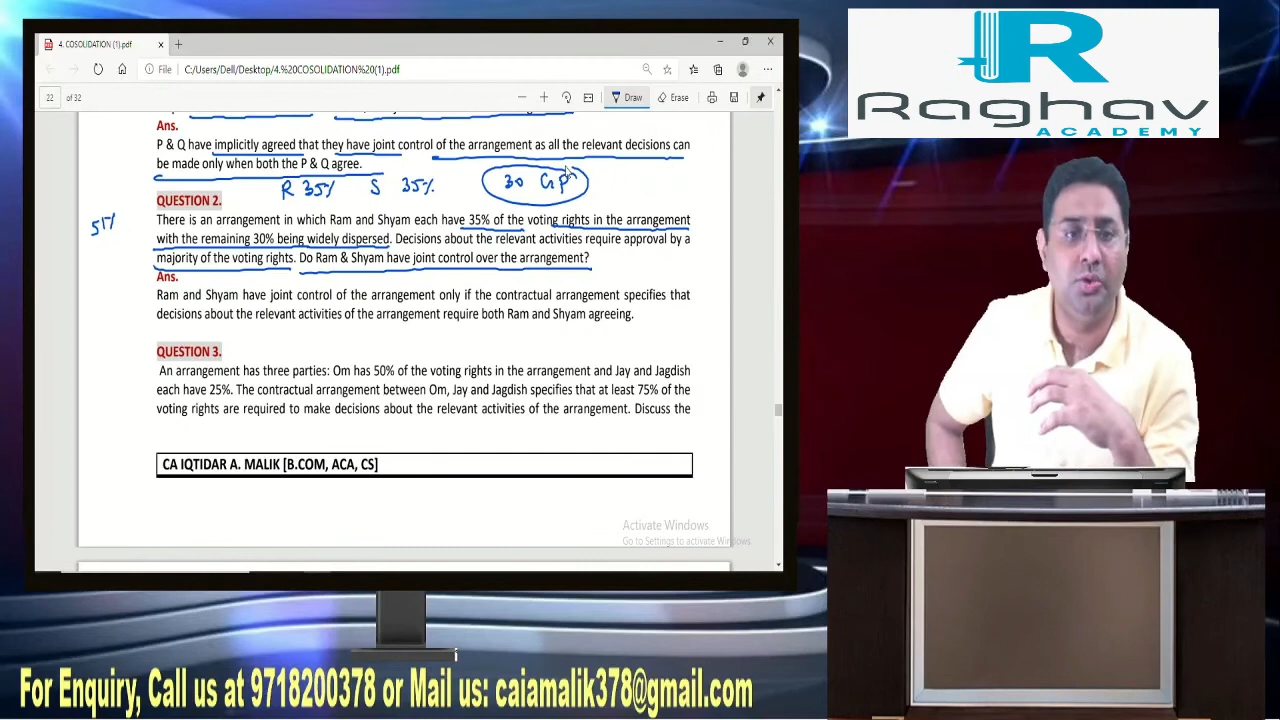 4. COSOLIDATION (1).pdf
File
C:/Users/Dell/Desktop/4.%20COSOLIDATION%20(1).pdf
22 of 32
Draw
Erase
Ans.
P & Q have implicitly agreed that they have joint control of the arrangement as all the relevant decisions can
be made only when both the P & Q agree.
R 35% S 35% 30 GP
QUESTION 2.
51%
There is an arrangement in which Ram and Shyam each have 35% of the voting rights in the arrangement
with the remaining 30% being widely dispersed. Decisions about the relevant activities require approval by a
majority of the voting rights. Do Ram & Shyam have joint control over the arrangement?
Ans.
Ram and Shyam have joint control of the arrangement only if the contractual arrangement specifies that
decisions about the relevant activities of the arrangement require both Ram and Shyam agreeing.
QUESTION 3.
An arrangement has three parties: Om has 50% of the voting rights in the arrangement and Jay and Jagdish
each have 25%. The contractual arrangement between Om, Jay and Jagdish specifies that at least 75% of the
voting rights are required to make decisions about the relevant activities of the arrangement. Discuss the
CA IQTIDAR A. MALIK [B.COM, ACA, CS]
Activate Windows
Go to Settings to activate Windows.
R
Raghav
ACADEMY
For Enquiry, Call us at 9718200378 or Mail us: caiamalik378@gmail.com